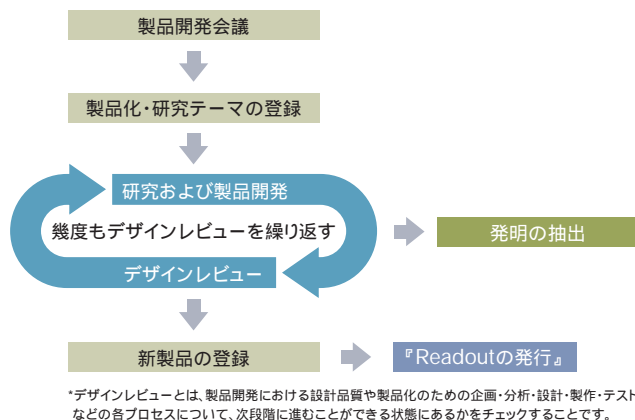 製品開発会議
製品化・研究テーマの登録
研究および製品開発
幾度もデザインレビューを繰り返す
発明の抽出
デザインレビュー
新製品の登録
『Readoutの発行』
*デザインレビューとは、製品開発における設計品質や製品化のための企画・分析・設計・製作・テスト
などの各プロセスについて、次段階に進むことができる状態にあるかをチェックすることです。